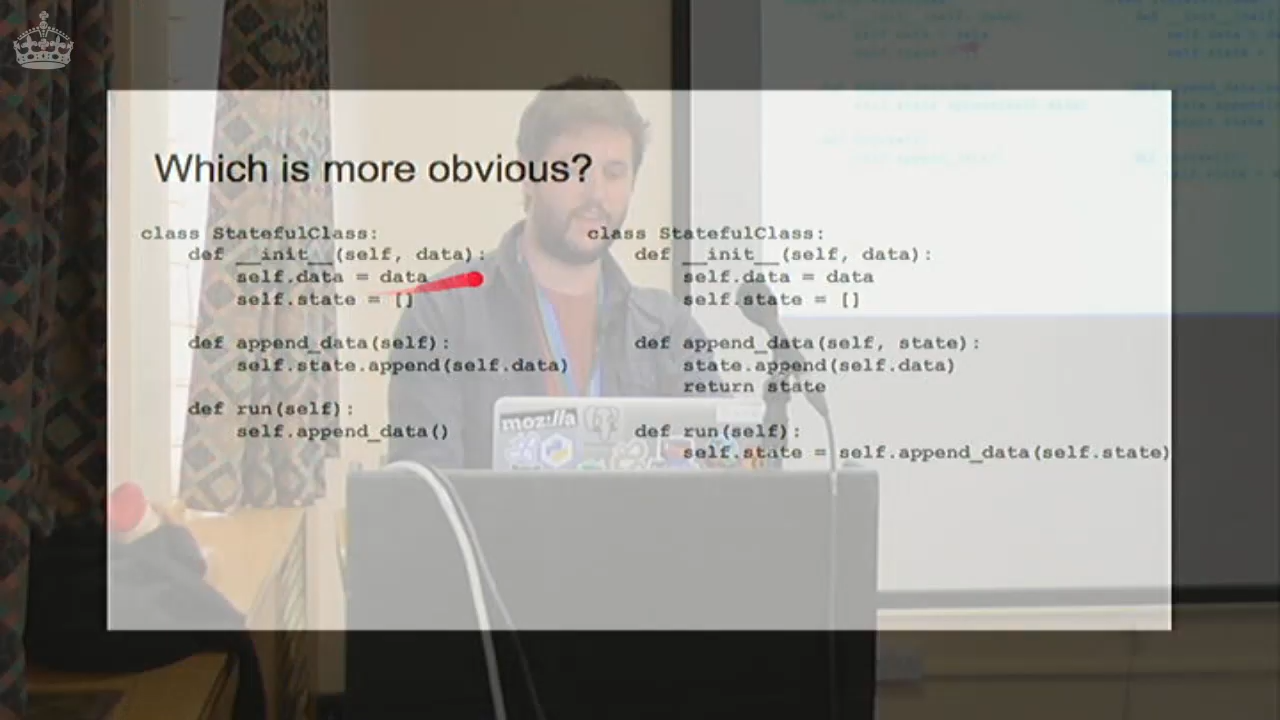 Which is more obvious?
class StatefulClass:
    def __init__(self, data):
        self.data = data
        self.state = []
    def append_data(self):
        self.state.append(self.data)
    def run(self):
        self.append_data()
class StatefulClass:
    def __init__(self, data):
        self.data = data
        self.state = []
    def append_data(self, state):
        state.append(self.data)
        return state
    def run(self):
        self.state = self.append_data(self.state)
mozilla